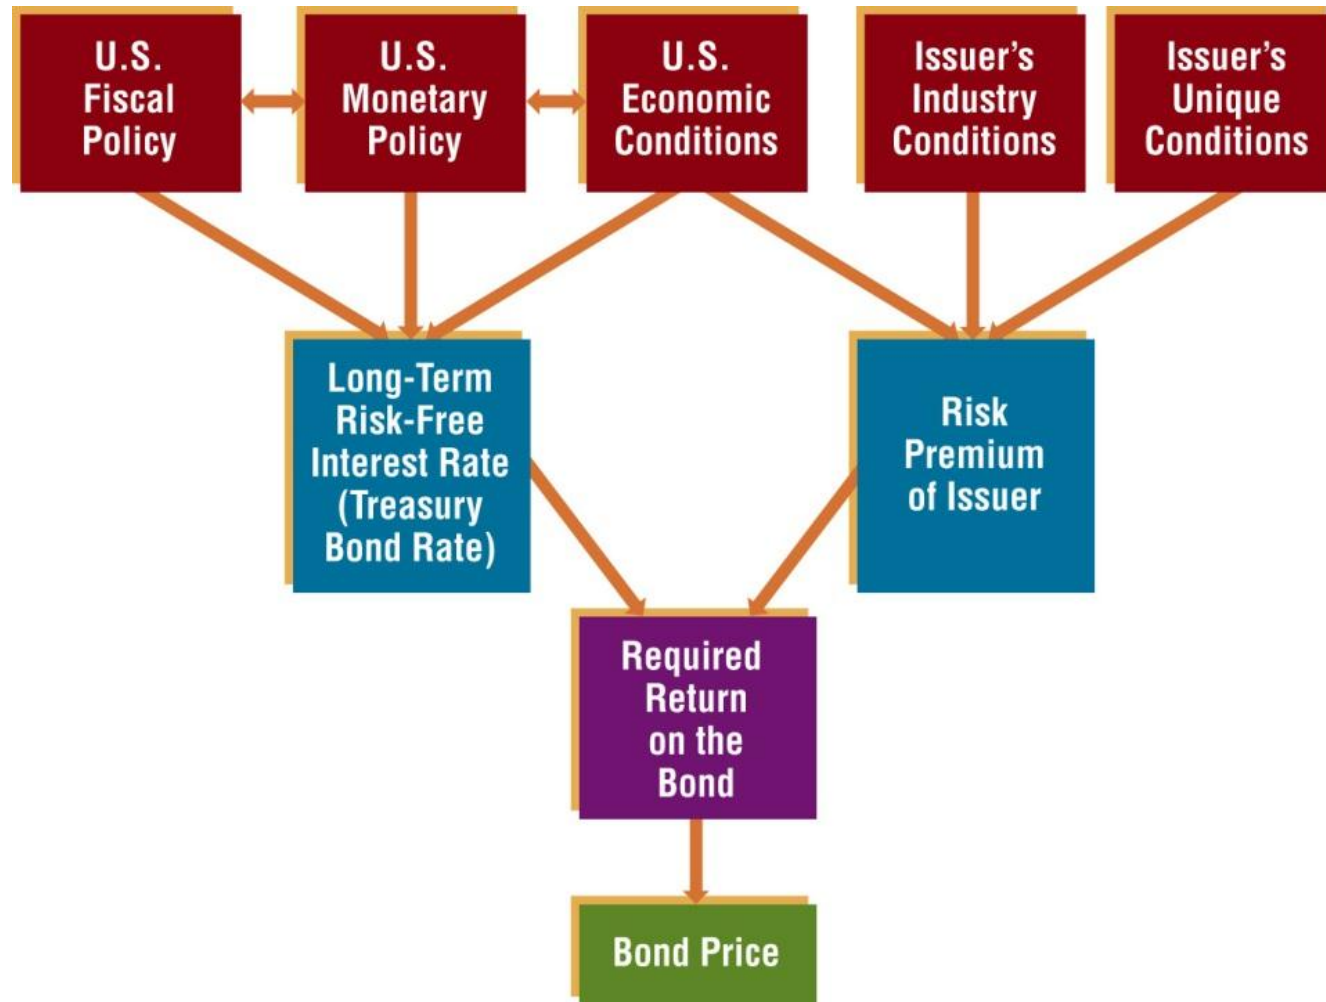 U.S.
Fiscal
Policy
U.S.
Monetary
Policy
U.S.
Economic
Conditions
Issuer's
Industry
Conditions
Issuer's
Unique
Conditions
Long-Term
Risk-Free
Interest Rate
(Treasury
Bond Rate)
Risk
Premium
of Issuer
Required
Return
on the
Bond
Bond Price